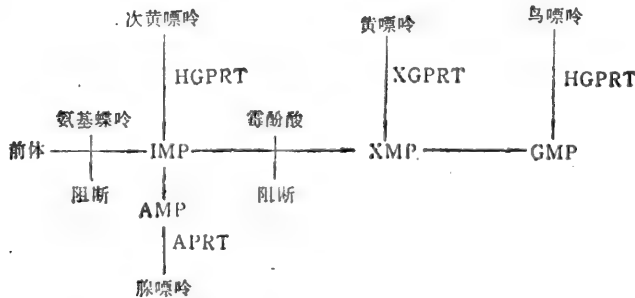 次黄嘌呤 黄嘌呤 鸟嘌呤
HGPRT XGPRT HGPRT
氨基蝶呤 霉酚酸
前体 IMP XMP GMP
阻断 阻断
AMP
APRT
腺嘌呤